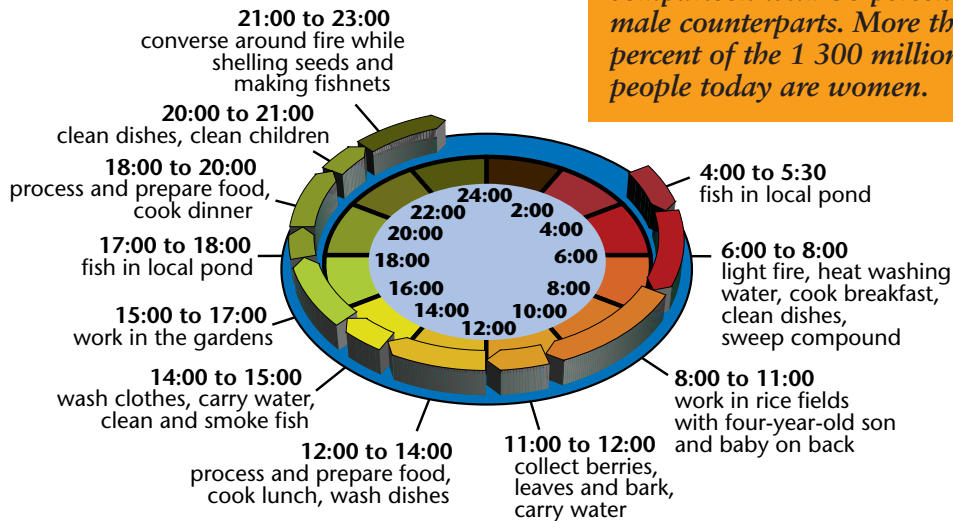 male counterparts. More th
percent of the 1 300 million
people today are women.
21:00 to 23:00
converse around fire while
shelling seeds and
making fishnets
20:00 to 21:00
clean dishes, clean children
18:00 to 20:00
process and prepare food,
cook dinner
17:00 to 18:00
fish in local pond
15:00 to 17:00
work in the gardens
14:00 to 15:00
wash clothes, carry water,
clean and smoke fish
12:00 to 14:00
process and prepare food,
cook lunch, wash dishes
11:00 to 12:00
collect berries,
leaves and bark,
carry water
8:00 to 11:00
work in rice fields
with four-year-old son
and baby on back
6:00 to 8:00
light fire, heat washing
water, cook breakfast,
clean dishes,
sweep compound
4:00 to 5:30
fish in local pond
24:00
2:00
4:00
6:00
8:00
10:00
12:00
14:00
16:00
18:00
20:00
22:00